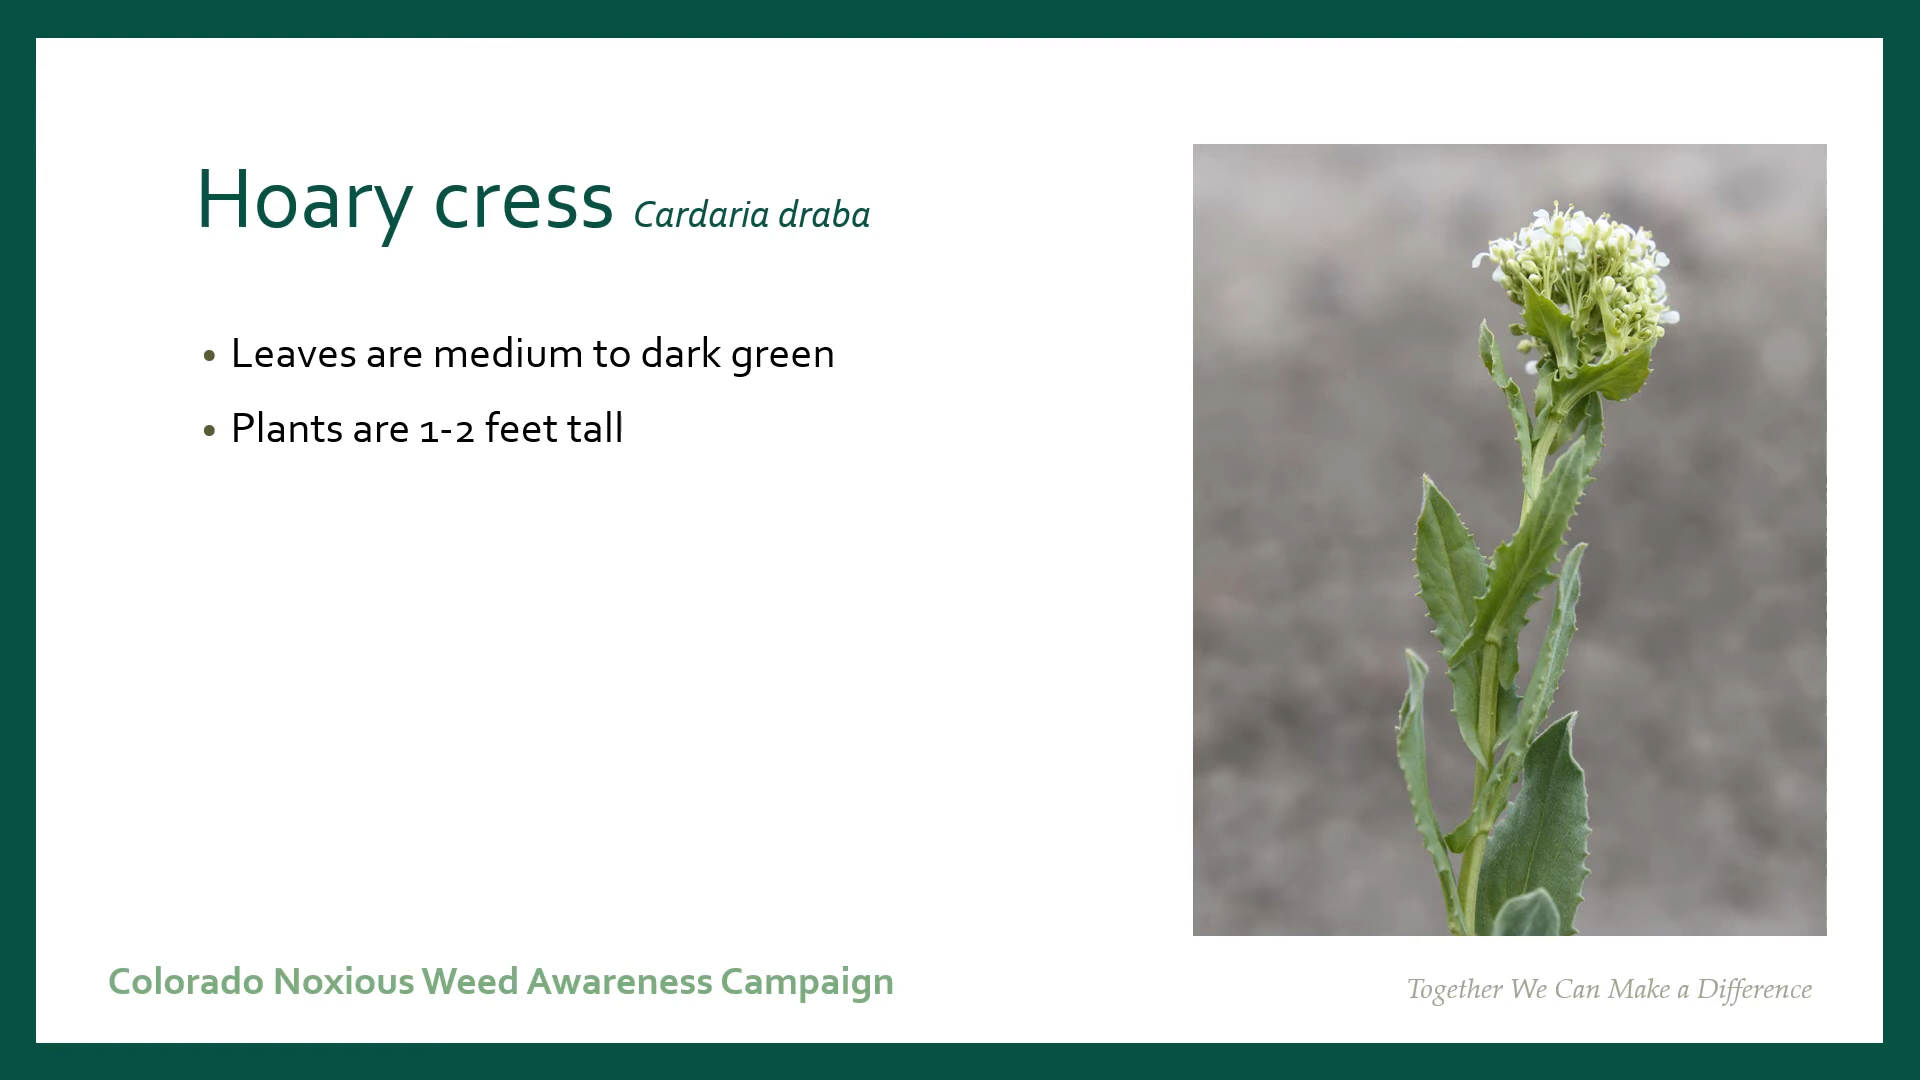 Hoary cress Cardaria draba
• Leaves are medium to dark green
• Plants are 1-2 feet tall
Colorado Noxious Weed Awareness Campaign
Together We Can Make a Difference